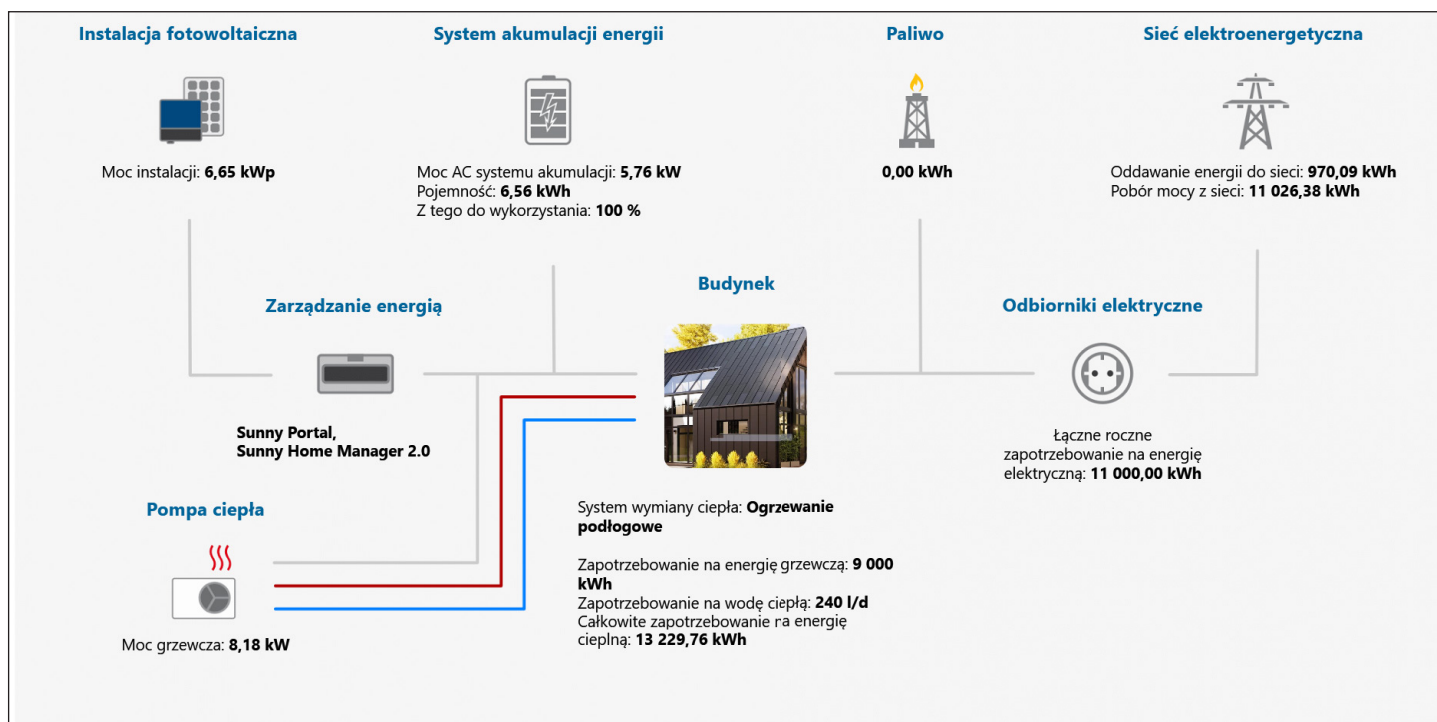 Instalacja fotowoltaiczna
Moc instalacji: 6,65 kWp
System akumulacji energii
Moc AC systemu akumulacji: 5,76 kW
Pojemność: 6,56 kWh
Z tego do wykorzystania: 100 %
Paliwo
0,00 kWh
Sieć elektroenergetyczna
Oddawanie energii do sieci: 970,09 kWh
Pobór mocy z sieci: 11 026,38 kWh
Zarządzanie energią
Sunny Portal,
Sunny Home Manager 2.0
Budynek
System wymiany ciepła: Ogrzewanie
podłogowe
Zapotrzebowanie na energię grzewczą: 9 000
kWh
Zapotrzebowanie na wodę ciepłą: 240 l/d
Całkowite zapotrzebowanie na energię
cieplną: 13 229,76 kWh
Odbiorniki elektryczne
Łączne roczne
zapotrzebowanie na energię
elektryczną: 11 000,00 kWh
Pompa ciepła
Moc grzewcza: 8,18 kW